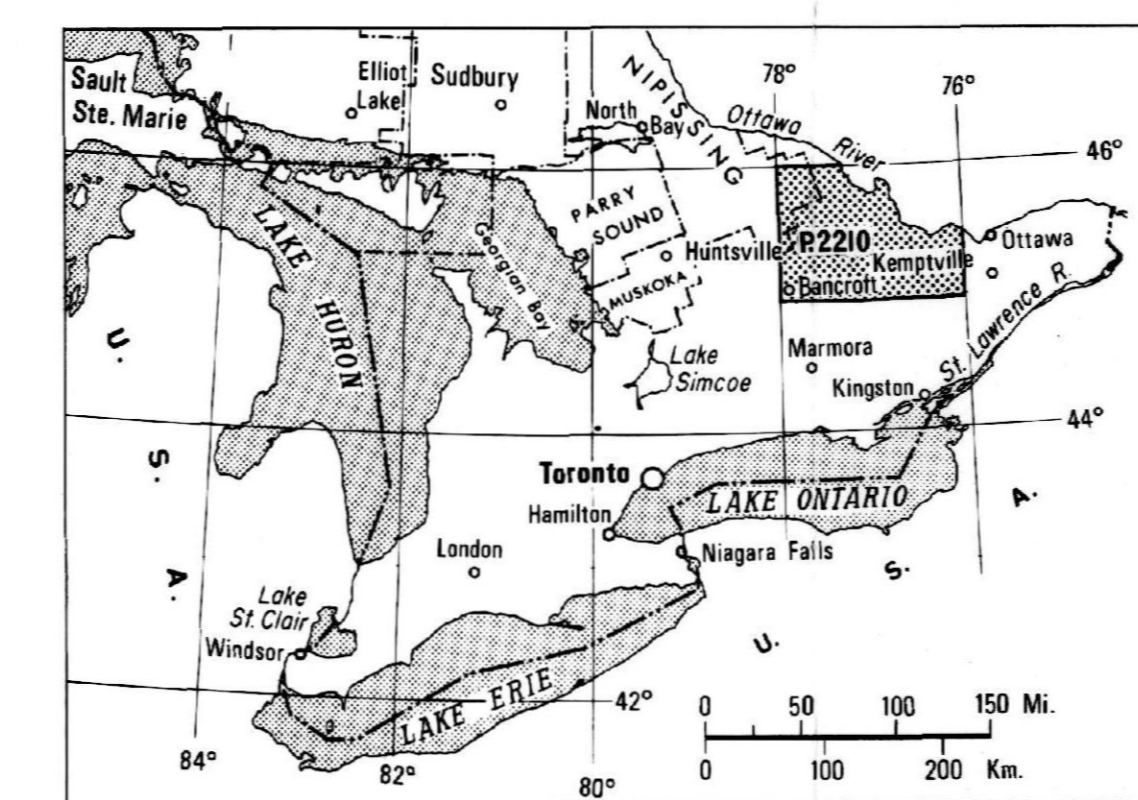 78°
76°
Sault
Ste. Marie
Elliot
Lake
Sudbury
North
Bay
NIPISSING
Ottawa
River
46°
PARRY
SOUND
Huntsville
MUSKOKA
P.2210
Kemptville
Bancroft
Ottawa
St. Lawrence R.
LAKE
HURON
Georgian Bay
Lake
Simcoe
Marmora
Kingston
44°
U.
S.
A.
Toronto
Hamilton
LAKE ONTARIO
Niagara Falls
London
Lake
St. Clair
Windsor
LAKE ERIE
42°
U.
S.
A.
0 50 100 150 Mi.
0 100 200 Km.
84°
82°
80°